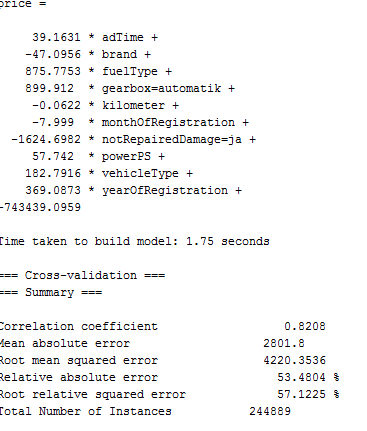 price =
39.1631 * adTime +
-47.0956 * brand +
875.7753 * fuelType +
899.912 * gearbox=automatik +
-0.0622 * kilometer +
-7.999 * monthOfRegistration +
-1624.6982 * notRepairedDamage=ja +
57.742 * powerPS +
182.7916 * vehicleType +
369.0873 * yearOfRegistration +
-743439.0959
Time taken to build model: 1.75 seconds
=== Cross-validation ===
=== Summary ===
Correlation coefficient 0.8208
Mean absolute error 2801.8
Root mean squared error 4220.3536
Relative absolute error 53.4804 %
Root relative squared error 57.1225 %
Total Number of Instances 244889